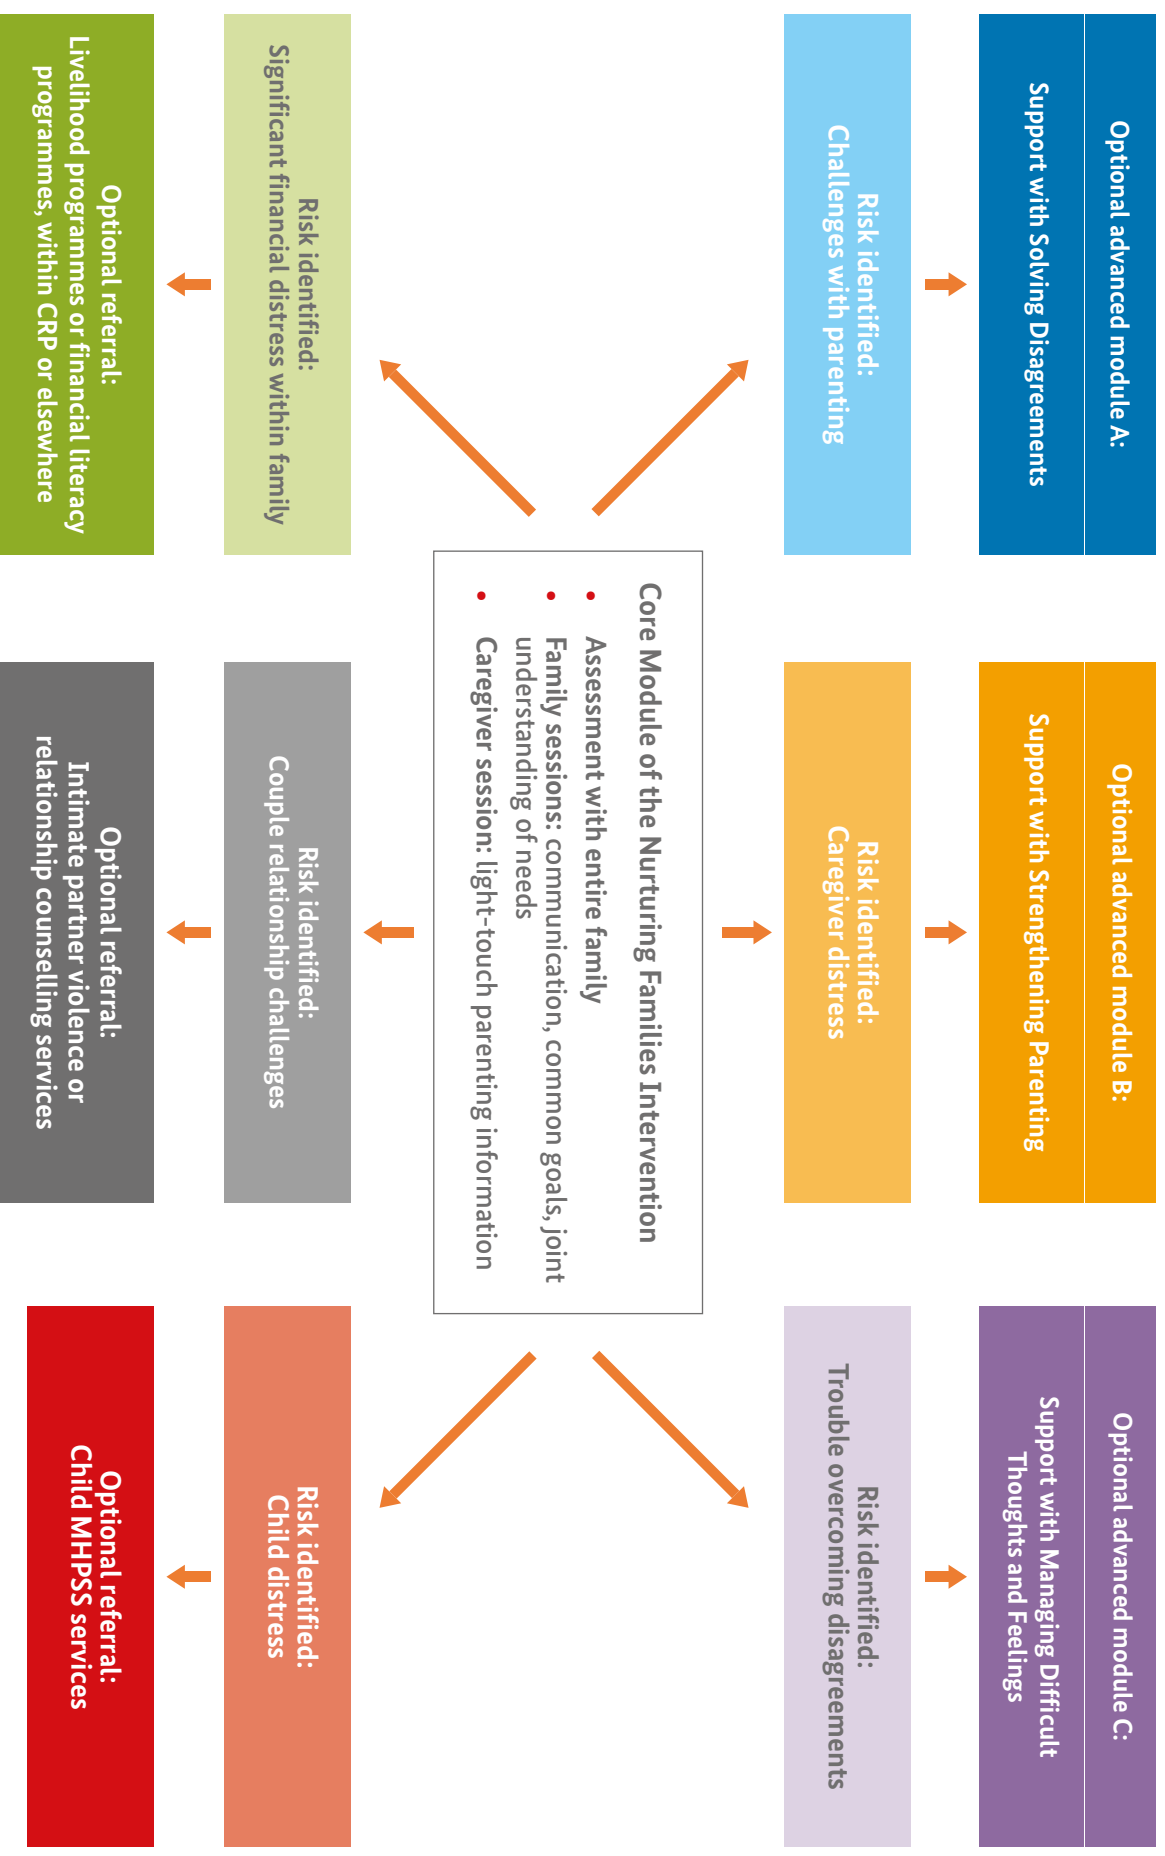 Optional advanced module A:
Support with Solving Disagreements
Optional advanced module B:
Support with Strengthening Parenting
Optional advanced module C:
Support with Managing Difficult
Thoughts and Feelings
Risk identified:
Challenges with parenting
Risk identified:
Caregiver distress
Risk identified:
Trouble overcoming disagreements
Core Module of the Nurturing Families Intervention
• Assessment with entire family
• Family sessions: communication, common goals, joint
understanding of needs
• Caregiver session: light-touch parenting information
Risk identified:
Significant financial distress within family
Risk identified:
Couple relationship challenges
Risk identified:
Child distress
Optional referral:
Livelihood programmes or financial literacy
programmes, within CRP or elsewhere
Optional referral:
Intimate partner violence or
relationship counselling services
Optional referral:
Child MHPSS services